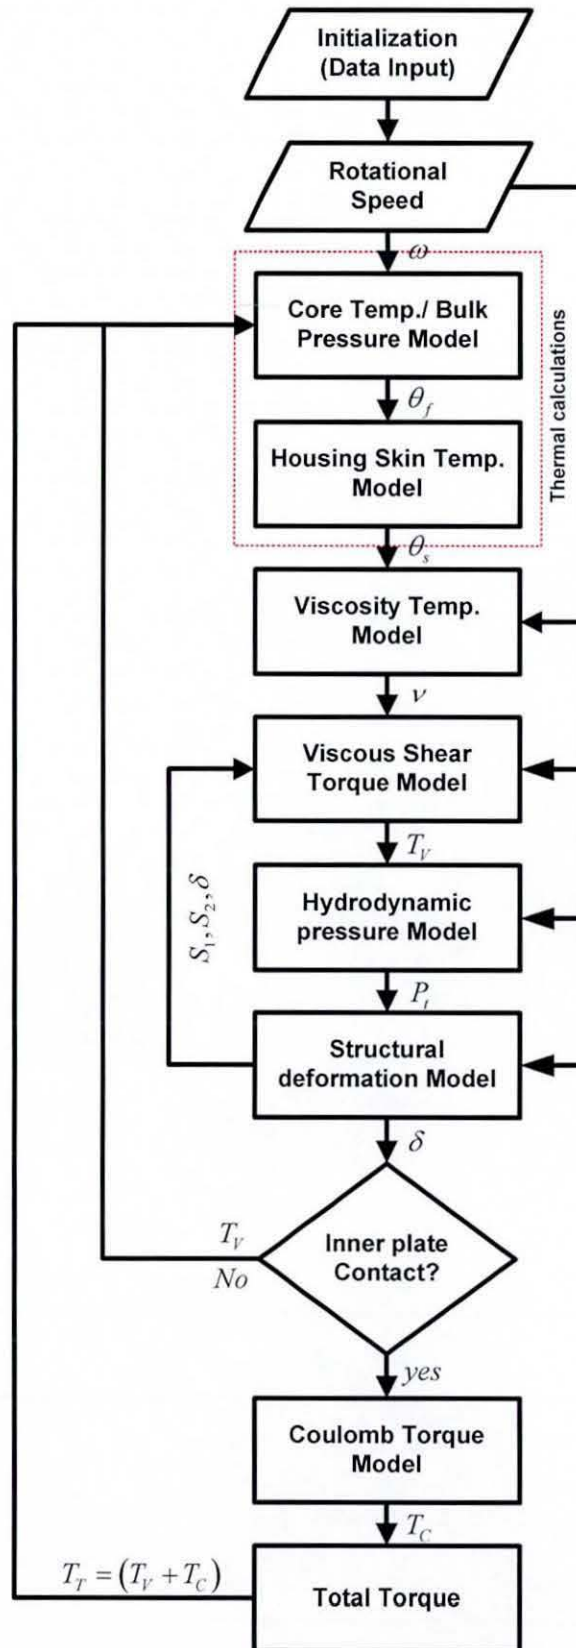 Initialization
(Data Input)
Rotational
Speed
ω
Core Temp./ Bulk
Pressure Model
θ_f
Thermal calculations
Housing Skin Temp.
Model
θ_s
Viscosity Temp.
Model
ν
Viscous Shear
Torque Model
T_V
S_1, S_2, δ
Hydrodynamic
pressure Model
P_t
Structural
deformation Model
δ
T_V
No
Inner plate
Contact?
yes
Coulomb Torque
Model
T_C
T_T = (T_V + T_C)
Total Torque